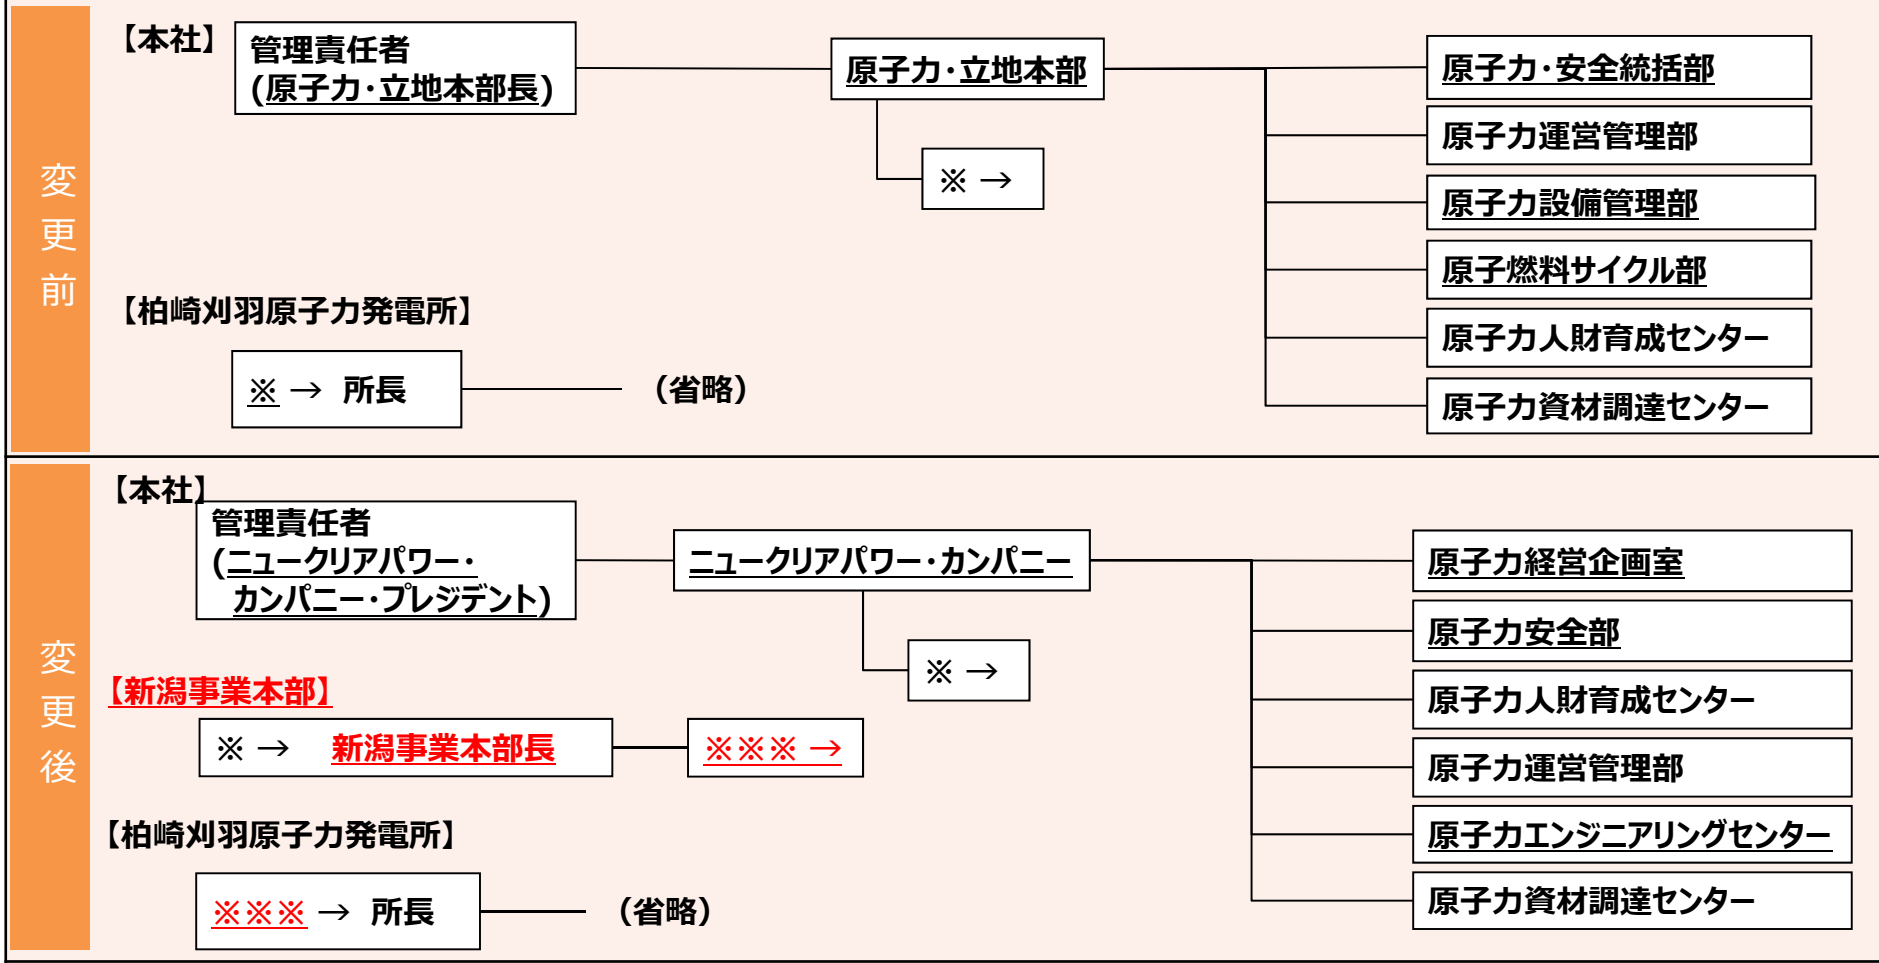 変更前
【本社】
管理責任者
(原子力・立地本部長)
原子力・立地本部
※ →
原子力・安全統括部
原子力運営管理部
原子力設備管理部
原子燃料サイクル部
原子力人財育成センター
原子力資材調達センター
【柏崎刈羽原子力発電所】
※ → 所長
(省略)
変更後
【本社】
管理責任者
(ニュークリアパワー・
カンパニー・プレジデント)
ニュークリアパワー・カンパニー
※ →
原子力経営企画室
原子力安全部
原子力人財育成センター
原子力運営管理部
原子力エンジニアリングセンター
原子力資材調達センター
【新潟事業本部】
※ → 新潟事業本部長
※※※ →
【柏崎刈羽原子力発電所】
※※※ → 所長
(省略)